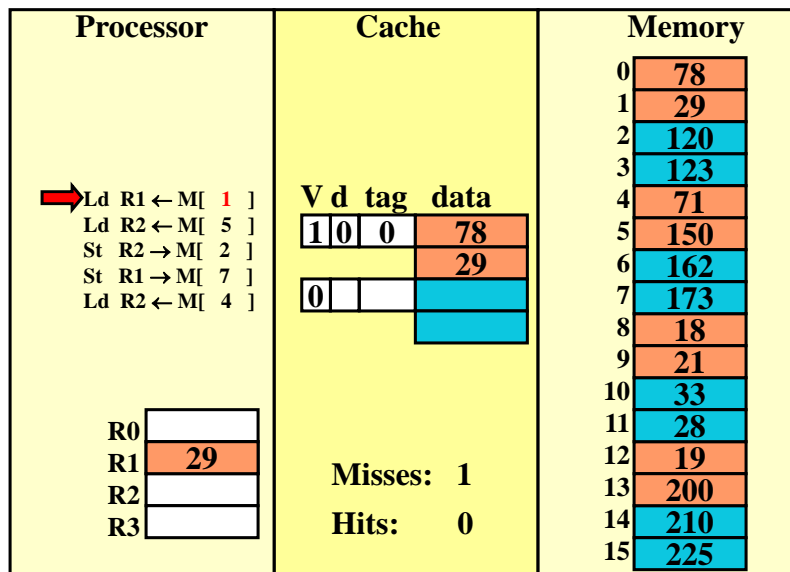 Processor
Ld R1 ← M[ 1 ]
Ld R2 ← M[ 5 ]
St R2 → M[ 2 ]
St R1 → M[ 7 ]
Ld R2 ← M[ 4 ]
R0
R1 29
R2
R3
Cache
V d tag data
1 0 0 78
29
0
Misses: 1
Hits: 0
Memory
0 78
1 29
2 120
3 123
4 71
5 150
6 162
7 173
8 18
9 21
10 33
11 28
12 19
13 200
14 210
15 225